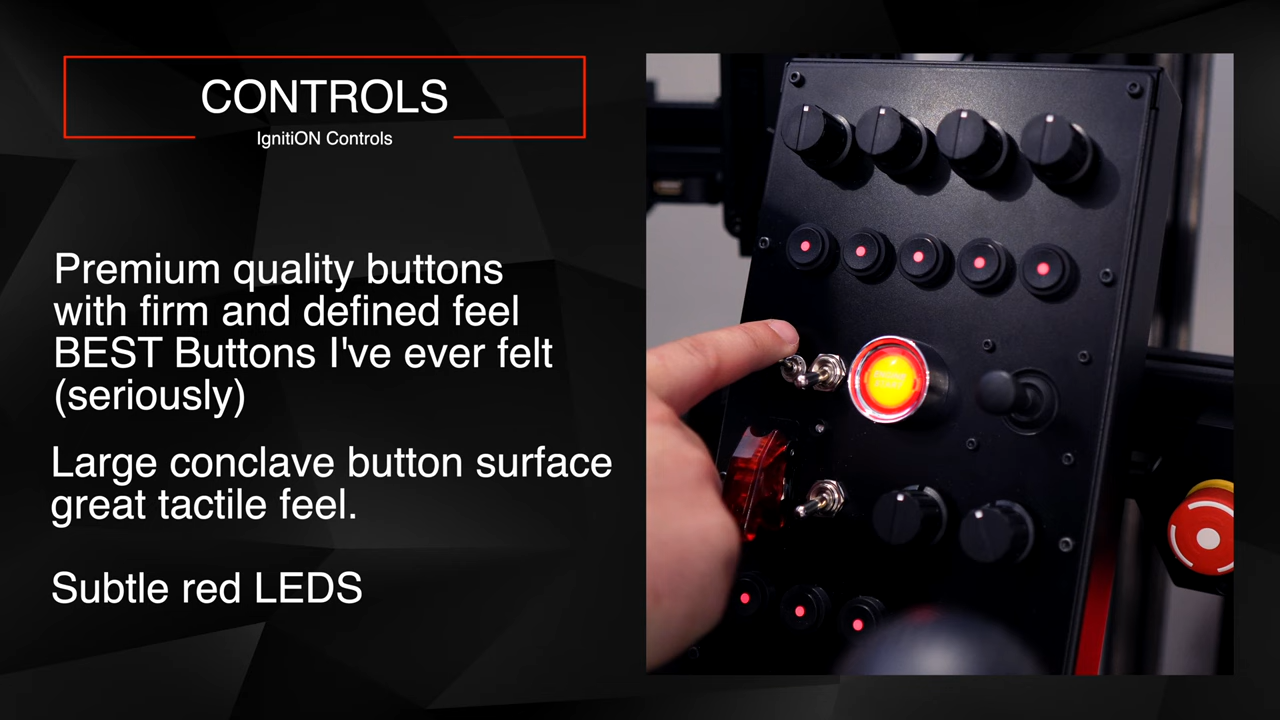 CONTROLS
IgnitiON Controls
Premium quality buttons
with firm and defined feel
BEST Buttons I've ever felt
(seriously)
Large conclave button surface
great tactile feel.
Subtle red LEDS